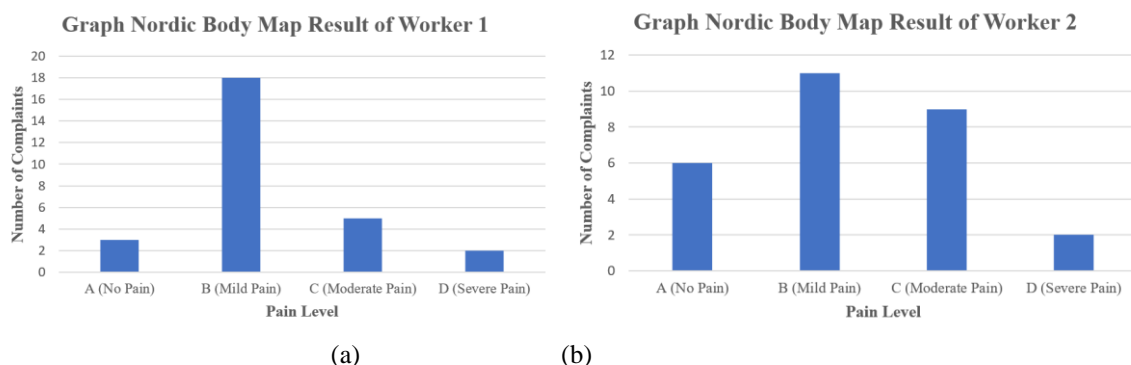 Graph Nordic Body Map Result of Worker 1
20
18
16
14
12
10
8
6
4
2
0
Number of Complaints
A (No Pain) B (Mild Pain) C (Moderate Pain) D (Severe Pain)
Pain Level
(a)
Graph Nordic Body Map Result of Worker 2
12
10
8
6
4
2
0
Number of Complaints
A (No Pain) B (Mild Pain) C (Moderate Pain) D (Severe Pain)
Pain Level
(b)